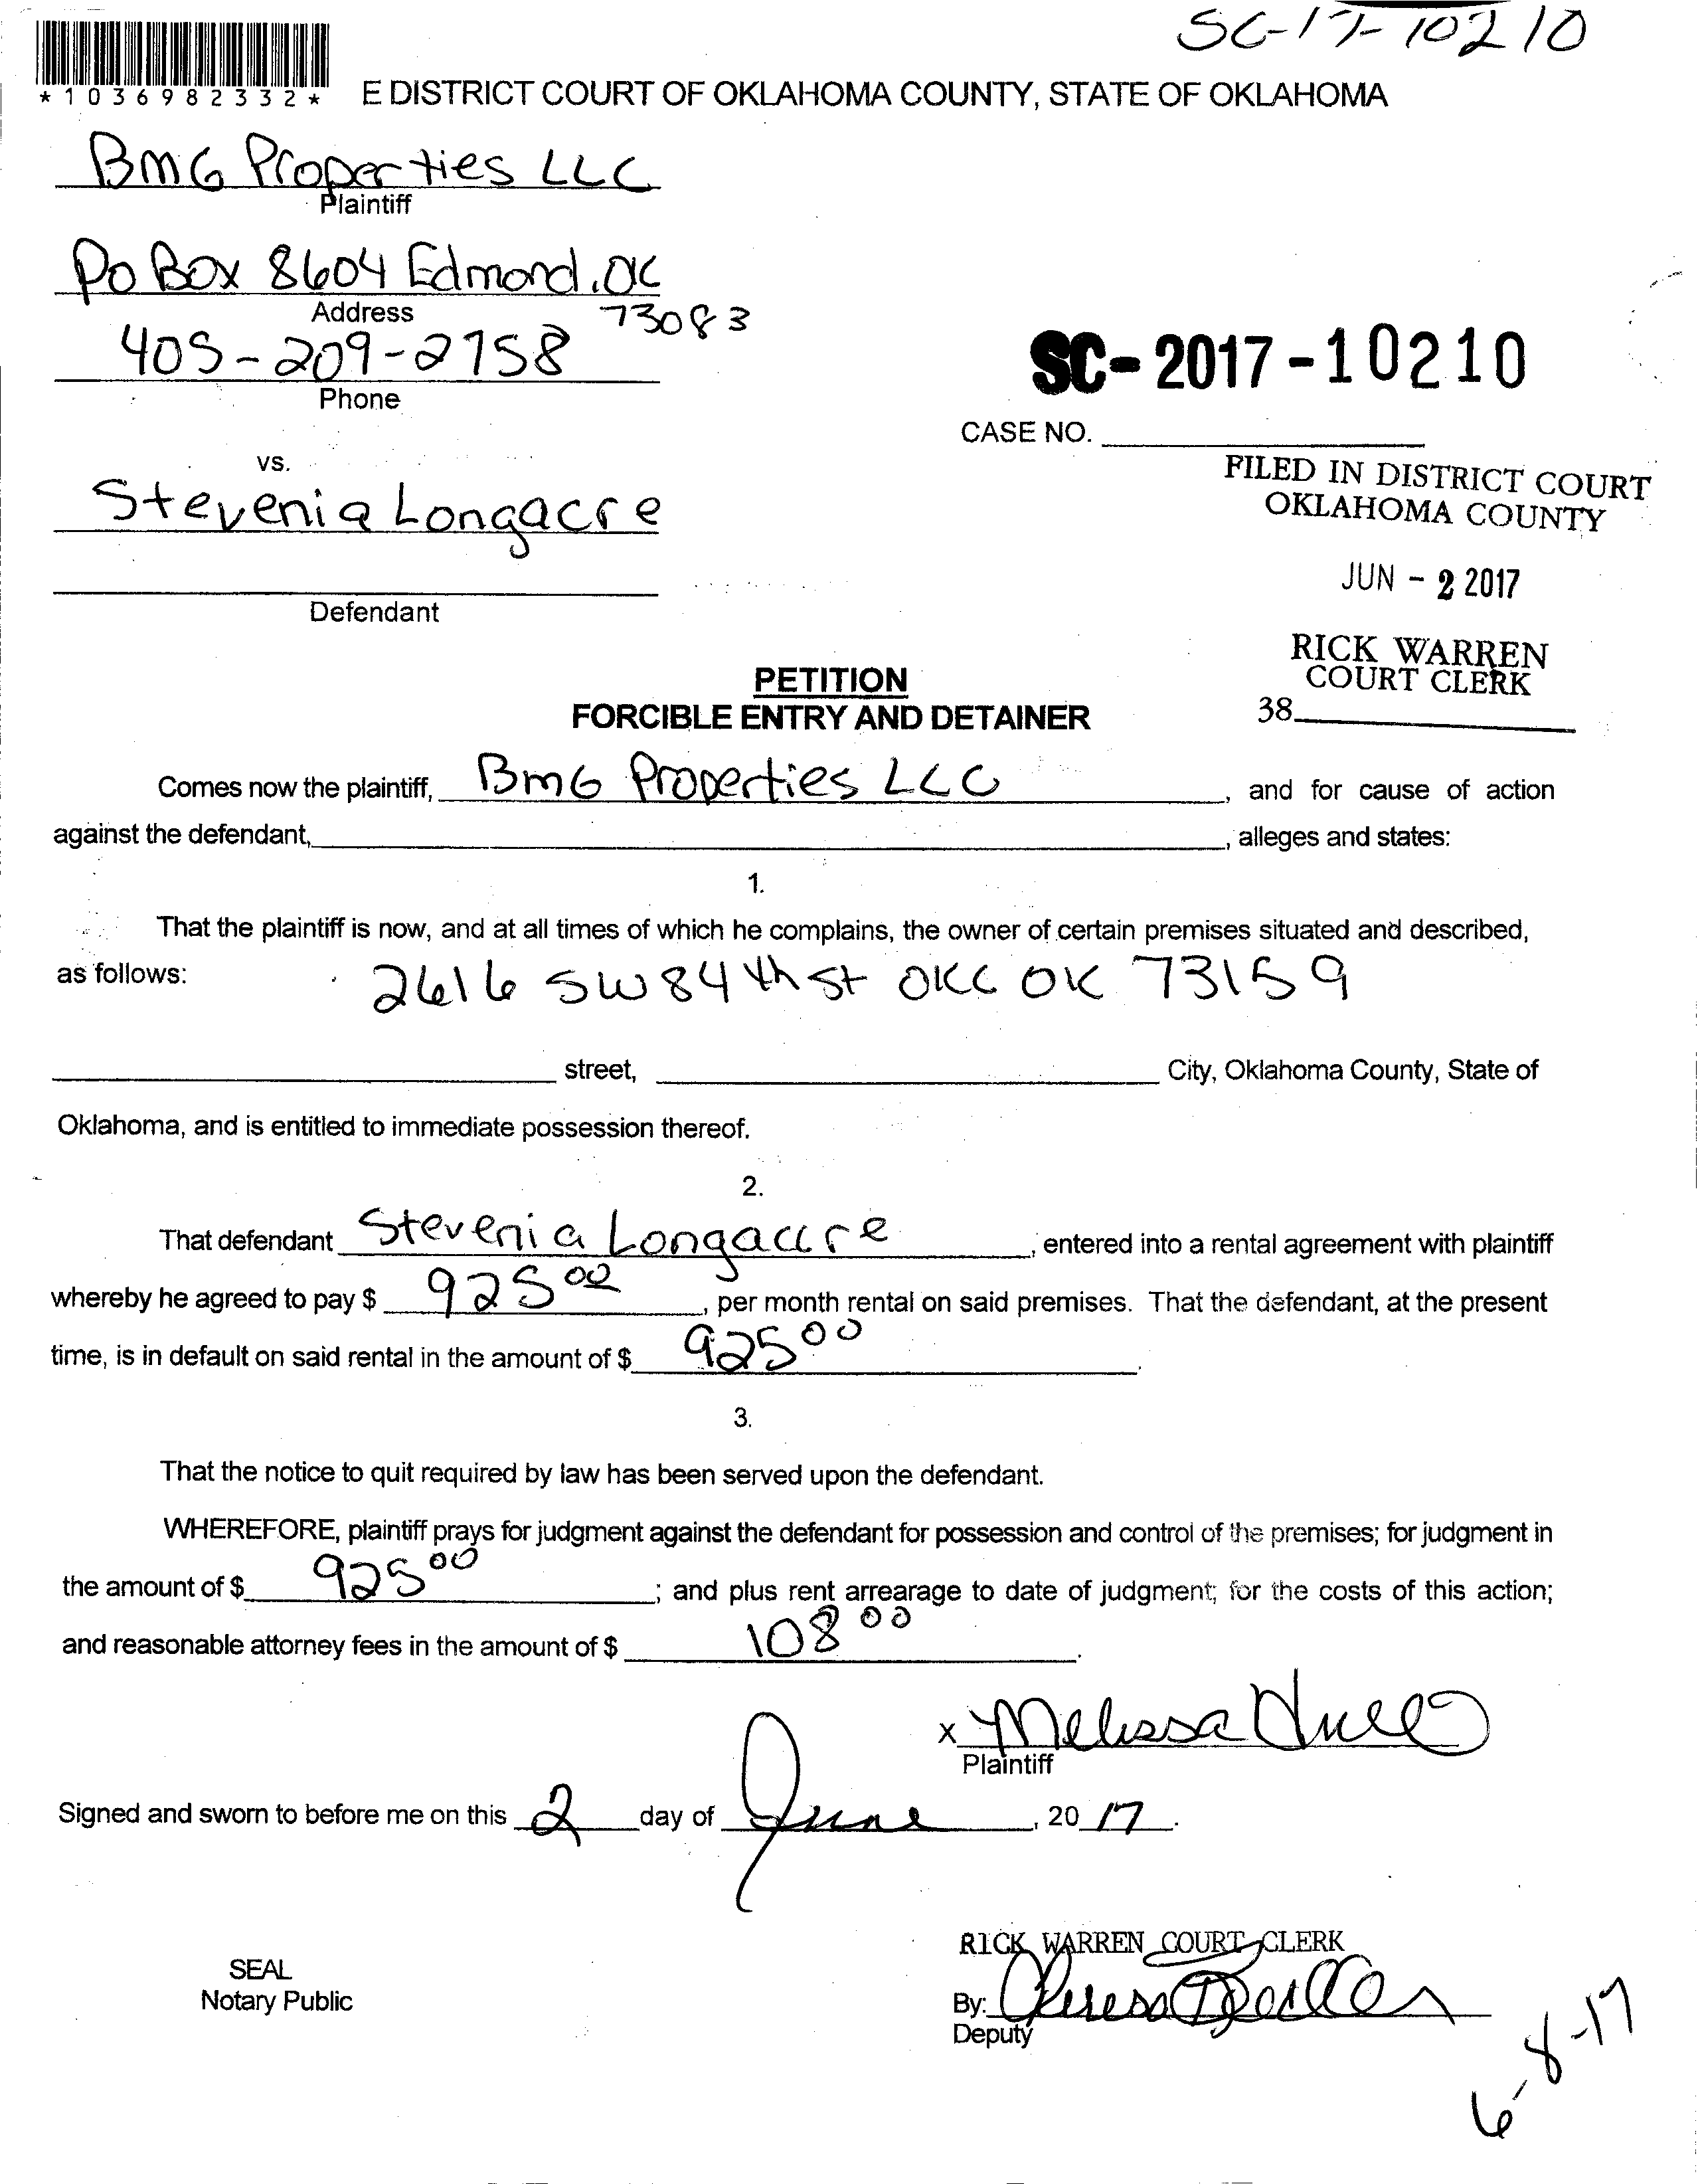 SC-17-10210
*1036982332*
E DISTRICT COURT OF OKLAHOMA COUNTY, STATE OF OKLAHOMA
BMG Properties LLC
Plaintiff
Po Box 8604 Edmond, OK
Address
73083
405-209-2758
Phone
SC-2017-10210
CASE NO.
vs.
FILED IN DISTRICT COURT
OKLAHOMA COUNTY
Stevenia Longacre
JUN - 2 2017
Defendant
RICK WARREN
COURT CLERK
38
PETITION
FORCIBLE ENTRY AND DETAINER
Comes now the plaintiff, BMG Properties LLC, and for cause of action
against the defendant, , alleges and states:
1.
That the plaintiff is now, and at all times of which he complains, the owner of certain premises situated and described,
as follows: 2616 SW 84th st OKC OK 73159
street, City, Oklahoma County, State of
Oklahoma, and is entitled to immediate possession thereof.
2.
That defendant Stevenia Longaccre, entered into a rental agreement with plaintiff
whereby he agreed to pay $ 925 00, per month rental on said premises. That the defendant, at the present
time, is in default on said rental in the amount of $ 925 00.
3.
That the notice to quit required by law has been served upon the defendant.
WHEREFORE, plaintiff prays for judgment against the defendant for possession and control of the premises; for judgment in
the amount of $ 925 00; and plus rent arrearage to date of judgment; for the costs of this action;
and reasonable attorney fees in the amount of $ 108 00.
x Melissa
Plaintiff
Signed and sworn to before me on this 2 day of June, 20 17.
RICK WARREN COURT CLERK
SEAL
Notary Public
By:
Deputy
6-8-17